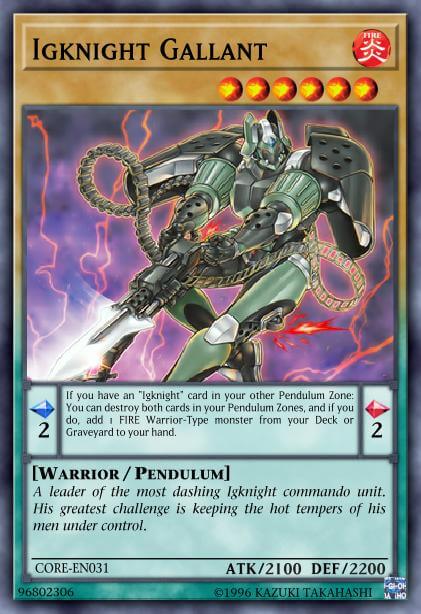 IGKNIGHT GALLANT
FIRE
炎
If you have an "Igknight" card in your other Pendulum Zone:
You can destroy both cards in your Pendulum Zones, and if you
do, add 1 FIRE Warrior-Type monster from your Deck or
Graveyard to your hand.
2
2
[WARRIOR / PENDULUM]
A leader of the most dashing Igknight commando unit.
His greatest challenge is keeping the hot tempers of his
men under control.
CORE-EN031
ATK/2100 DEF/2200
96802306
©1996 KAZUKI TAKAHASHI